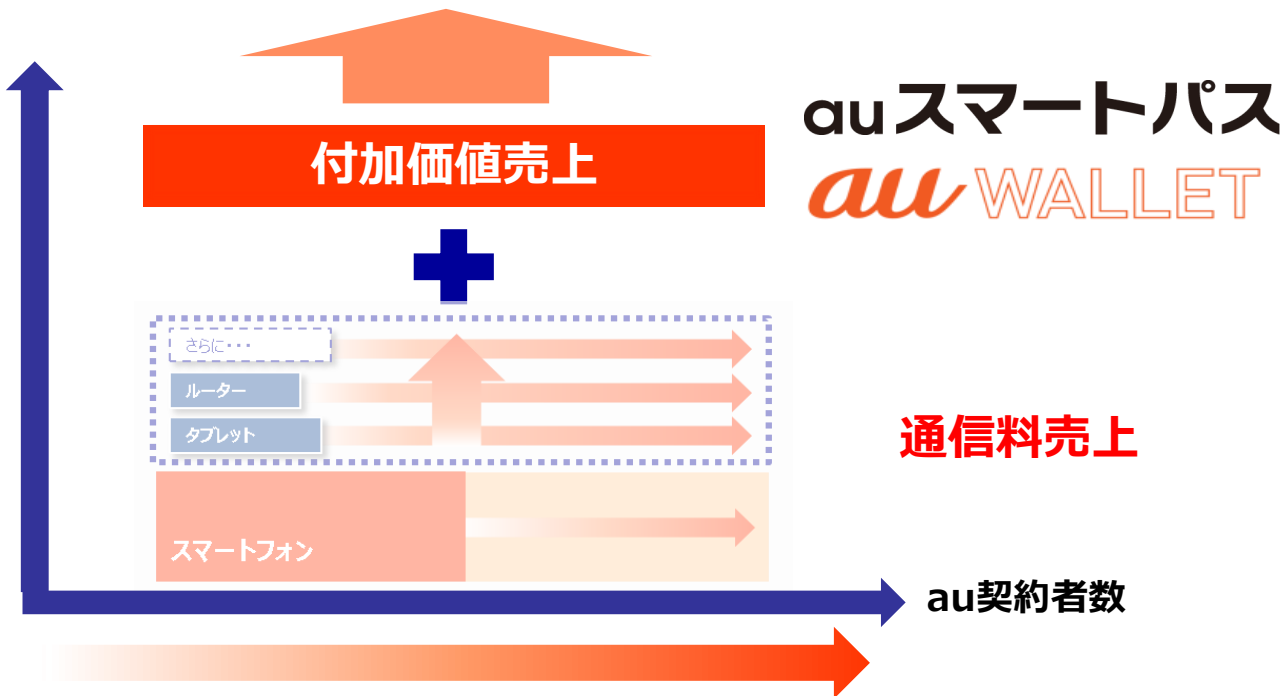 auスマートパス
付加価値売上
au WALLET
さらに・・・
ルーター
タブレット
通信料売上
スマートフォン
au契約者数